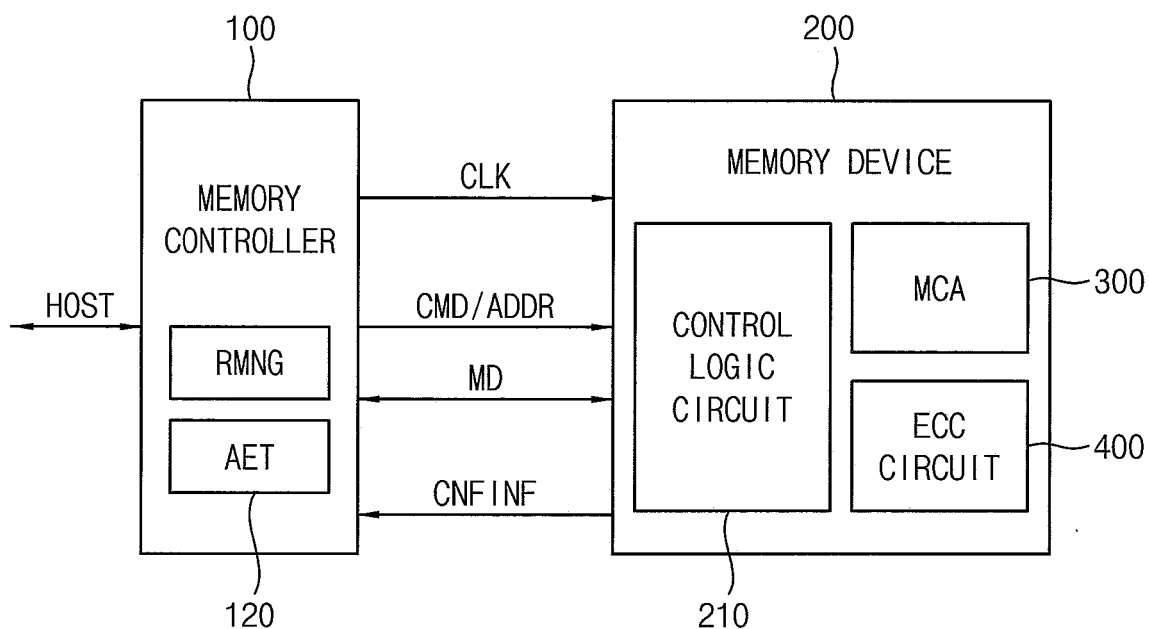 100
200
MEMORY DEVICE
CLK
MEMORY
CONTROLLER
MCA
300
HOST
CMD/ADDR
CONTROL
LOGIC
CIRCUIT
RMNG
MD
ECC
CIRCUIT
400
AET
CNFINF
120
210